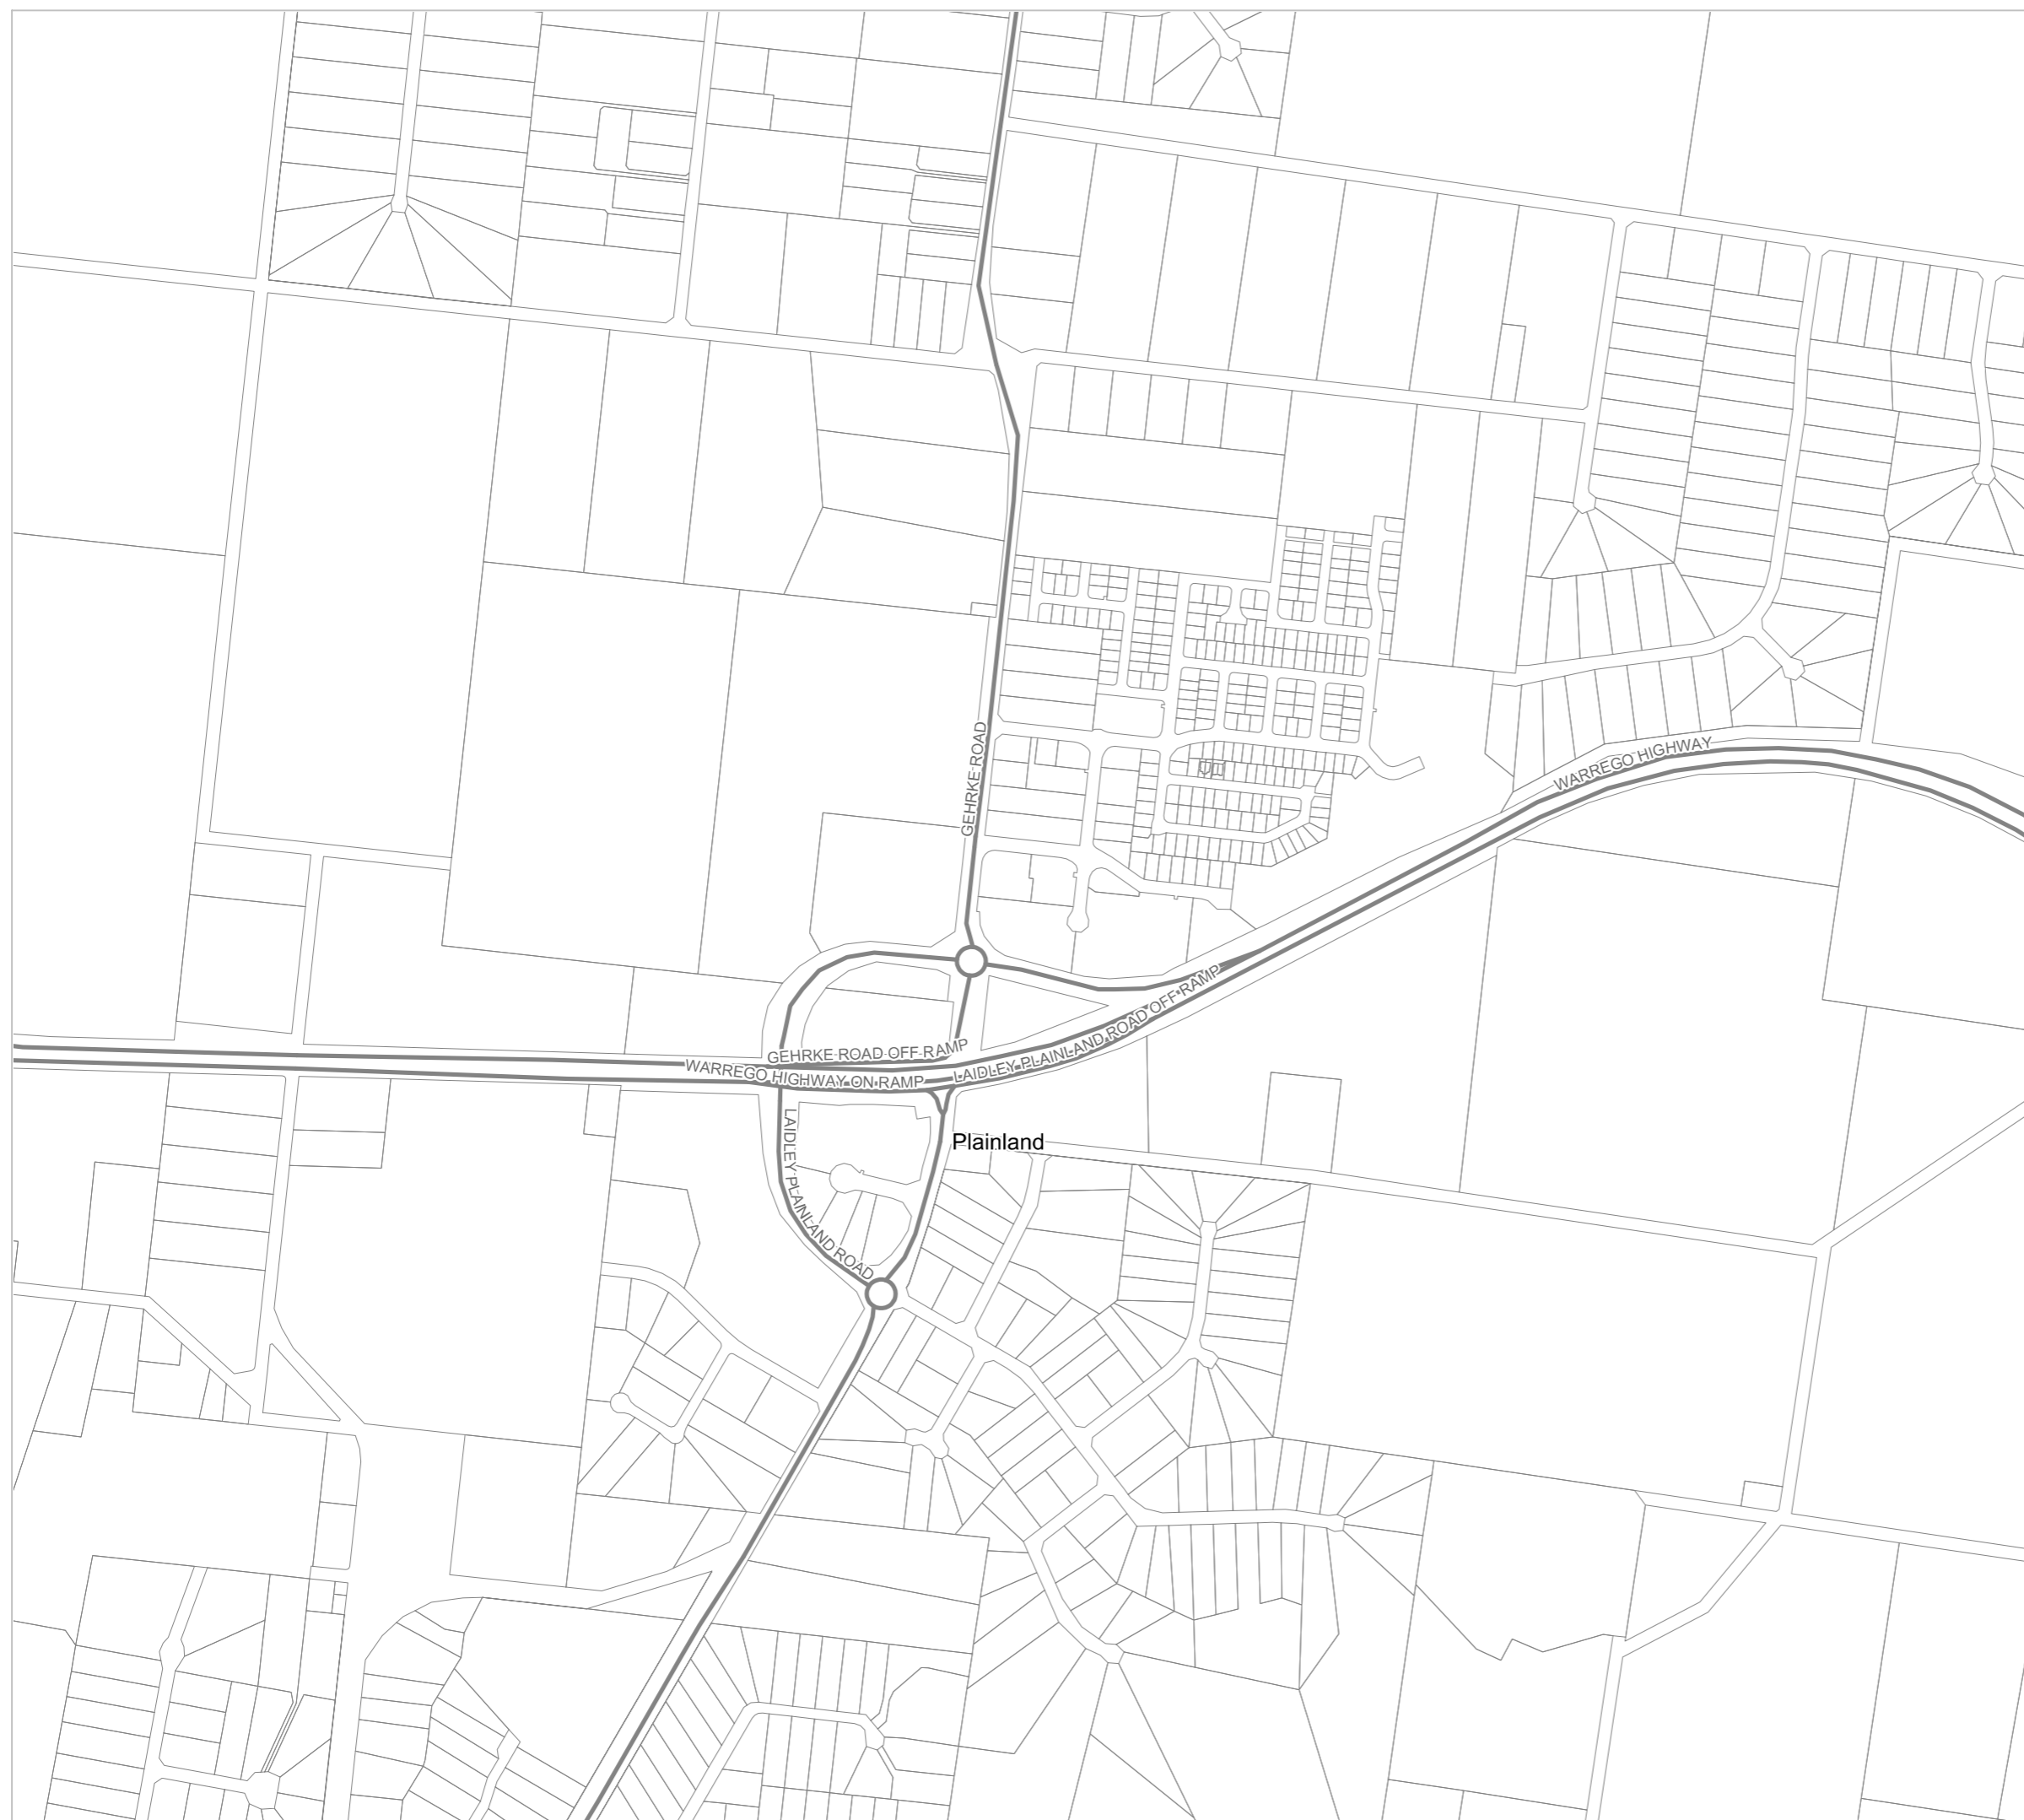 GEHRKE ROAD
WARREGO HIGHWAY
GEHRKE ROAD OFF RAMP
LAIDLEY PLAINLAND ROAD OFF RAMP
WARREGO HIGHWAY ON RAMP
LAIDLEY PLAINLAND ROAD
Plainland